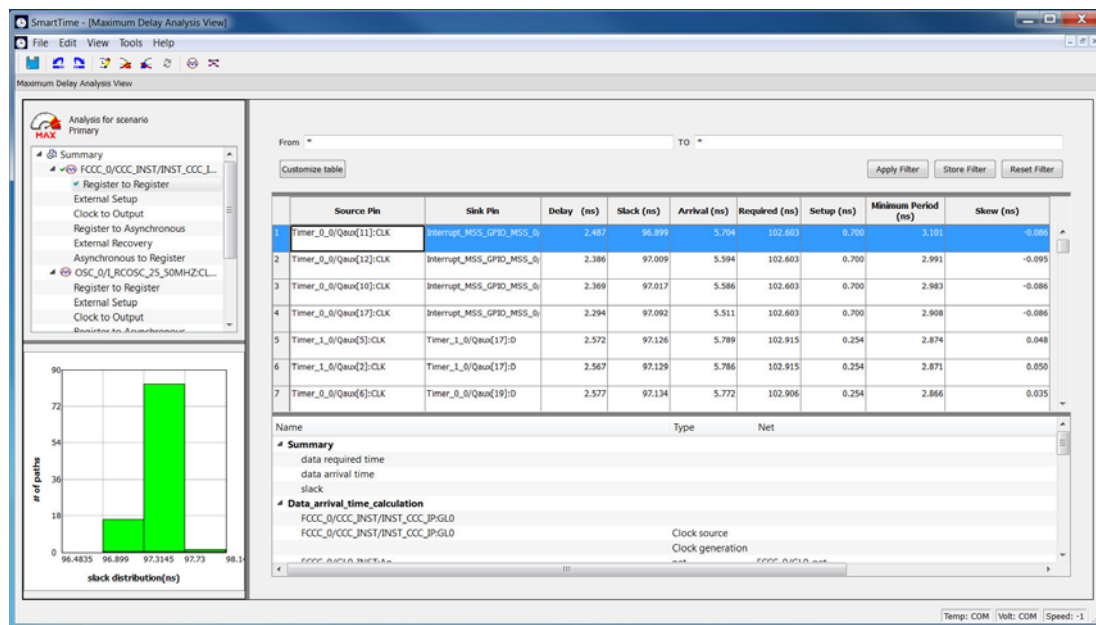 SmartTime - [Maximum Delay Analysis View]
File Edit View Tools Help
Maximum Delay Analysis View
MAX
Analysis for scenario
Primary
Summary
FCCC_0/CCC_INST/INST_CCC_I...
Register to Register
External Setup
Clock to Output
Register to Asynchronous
External Recovery
Asynchronous to Register
OSC_0/I_RCOSC_25_50MHZ:CL...
Register to Register
External Setup
Clock to Output
Register to Asynchronous
From * TO *
Customize table Apply Filter Store Filter Reset Filter
Source Pin Sink Pin Delay (ns) Slack (ns) Arrival (ns) Required (ns) Setup (ns) Minimum Period (ns) Skew (ns)
1 Timer_0_0/Qaux[11]:CLK Interrupt_MSS_GPIO_MSS_0/ 2.487 96.899 5.704 102.603 0.700 3.101 -0.086
2 Timer_0_0/Qaux[12]:CLK Interrupt_MSS_GPIO_MSS_0/ 2.386 97.009 5.594 102.603 0.700 2.991 -0.095
3 Timer_0_0/Qaux[10]:CLK Interrupt_MSS_GPIO_MSS_0/ 2.369 97.017 5.586 102.603 0.700 2.983 -0.086
4 Timer_0_0/Qaux[17]:CLK Interrupt_MSS_GPIO_MSS_0/ 2.294 97.092 5.511 102.603 0.700 2.908 -0.086
5 Timer_1_0/Qaux[5]:CLK Timer_1_0/Qaux[17]:D 2.572 97.126 5.789 102.915 0.254 2.874 0.048
6 Timer_1_0/Qaux[2]:CLK Timer_1_0/Qaux[17]:D 2.567 97.129 5.786 102.915 0.254 2.871 0.050
7 Timer_0_0/Qaux[6]:CLK Timer_0_0/Qaux[19]:D 2.577 97.134 5.772 102.906 0.254 2.866 0.035
90
72
54
36
18
0
# of paths
96.4835 96.899 97.3145 97.73 98.1
slack distribution(ns)
Name Type Net
Summary
data required time
data arrival time
slack
Data_arrival_time_calculation
FCCC_0/CCC_INST/INST_CCC_IP:GL0
FCCC_0/CCC_INST/INST_CCC_IP:GL0 Clock source
Clock generation
net FCCC_0/GL0_net
Temp: COM Volt: COM Speed: -1